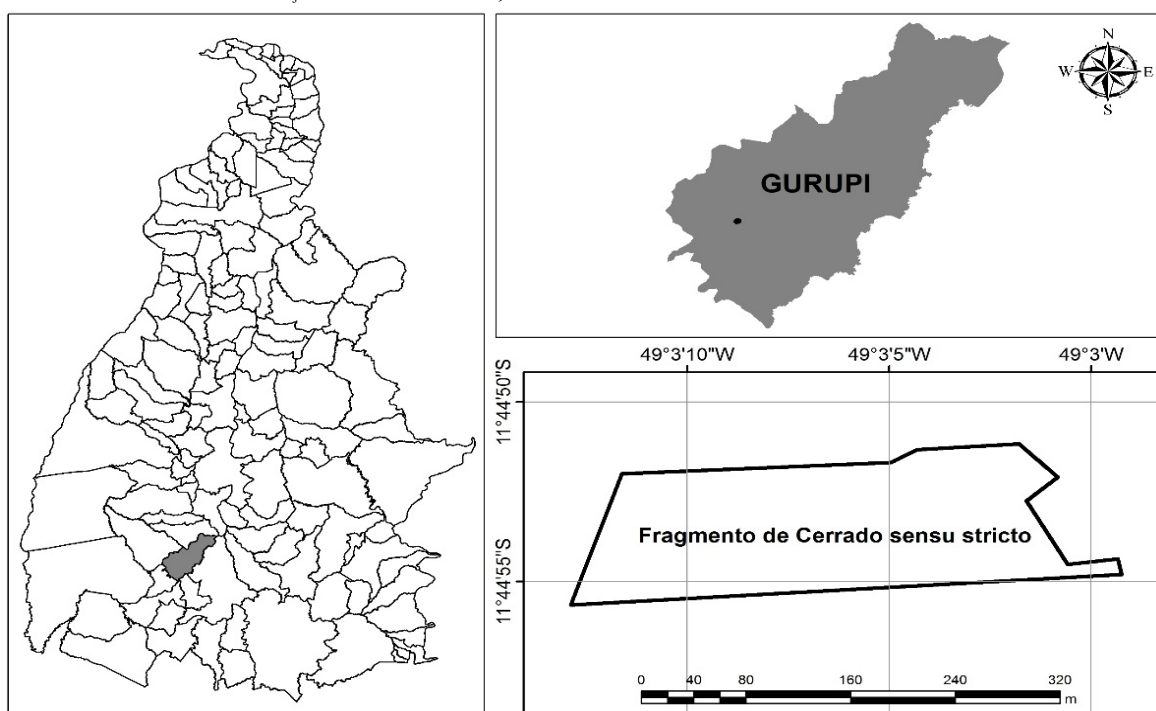 N
W E
S
GURUPI
49°3'10"W 49°3'5"W 49°3'W
11°44'50"S
Fragmento de Cerrado sensu stricto
11°44'55"S
0 40 80 160 240 320
m